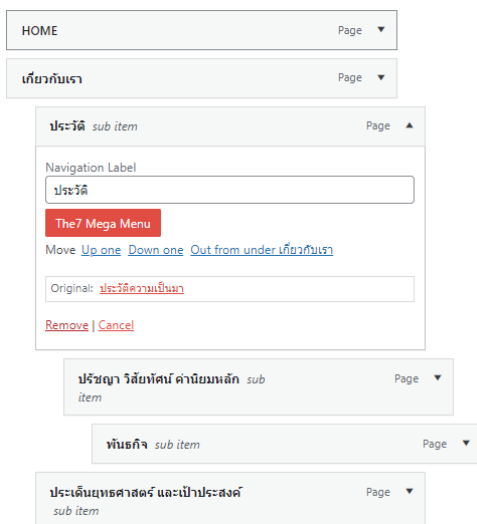 HOME Page
เกี่ยวกับเรา Page
ประวัติ sub item Page
Navigation Label
ประวัติ
The7 Mega Menu
Move Up one Down one Out from under เกี่ยวกับเรา
Original: ประวัติความเป็นมา
Remove | Cancel
ปรัชญา วิสัยทัศน์ ค่านิยมหลัก sub Page
item
พันธกิจ sub item Page
ประเด็นยุทธศาสตร์ และเป้าประสงค์ Page
sub item